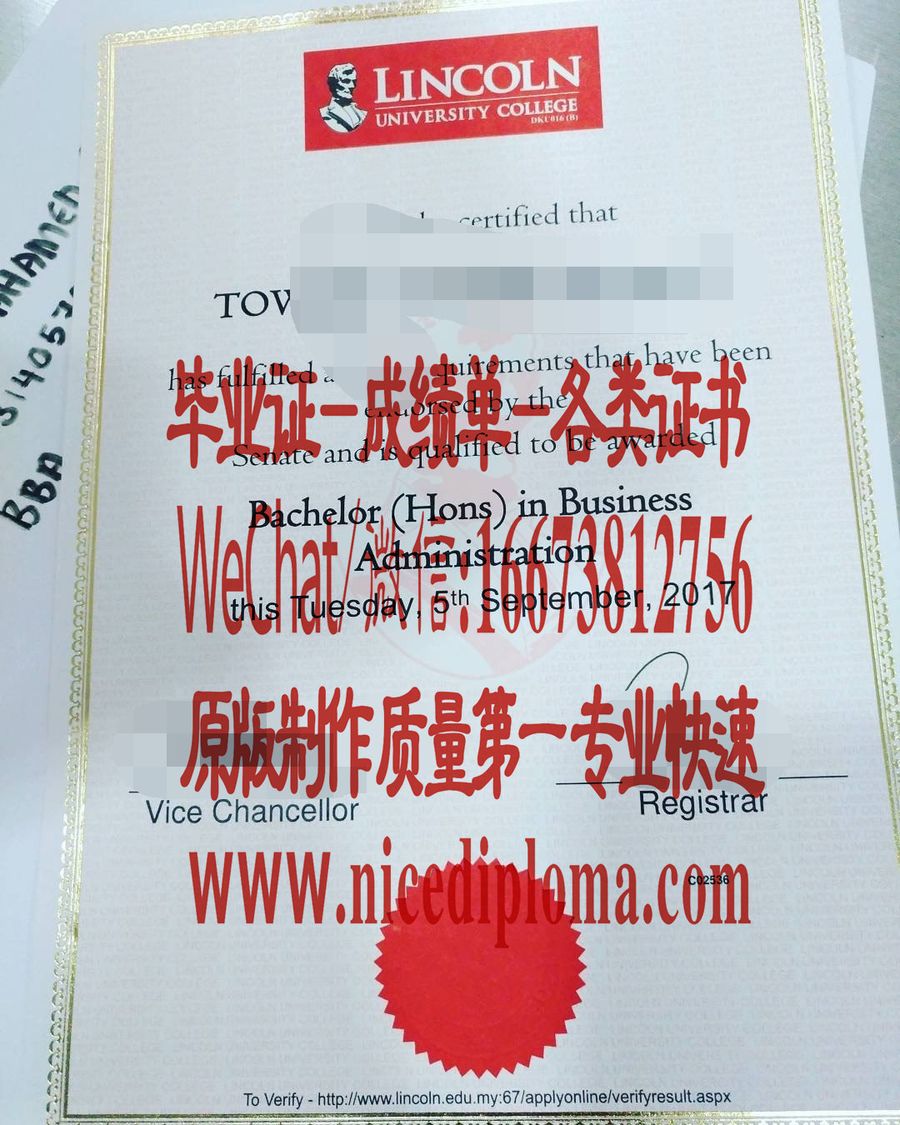 LINCOLN
UNIVERSITY COLLEGE
DKU016 (B)
certified that
TOW
has fulfilled a quirements that have been
endorsed by the
毕业证一成绩单一各类证书
Senate and is qualified to be awarded
Bachelor (Hons) in Business
Administration
WeChat/微信:16673812756
this Tuesday, 5th September, 2017
原版制作质量第一专业快速
Vice Chancellor
Registrar
www.nicediploma.com
C02536
To Verify - http://www.lincoln.edu.my:67/applyonline/verifyresult.aspx
BBA